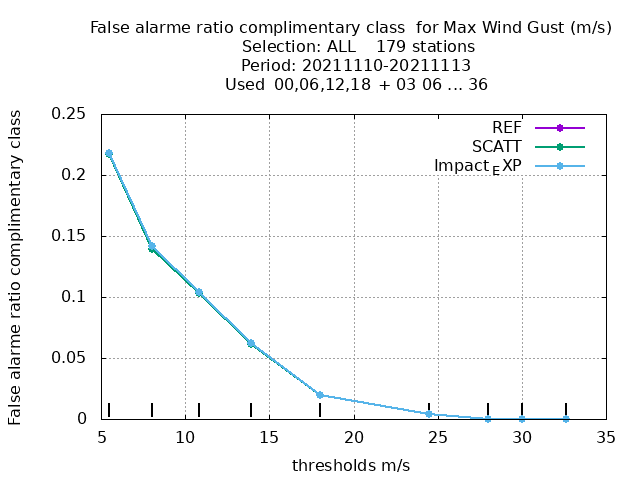 False alarme ratio complimentary class  for Max Wind Gust (m/s)
Selection: ALL    179 stations
Period: 20211110-20211113
Used  00,06,12,18  + 03 06 ... 36
False alarme ratio complimentary class
0.25
0.2
0.15
0.1
0.05
0
REF
SCATT
Impact_EXP
5 10 15 20 25 30 35
thresholds m/s